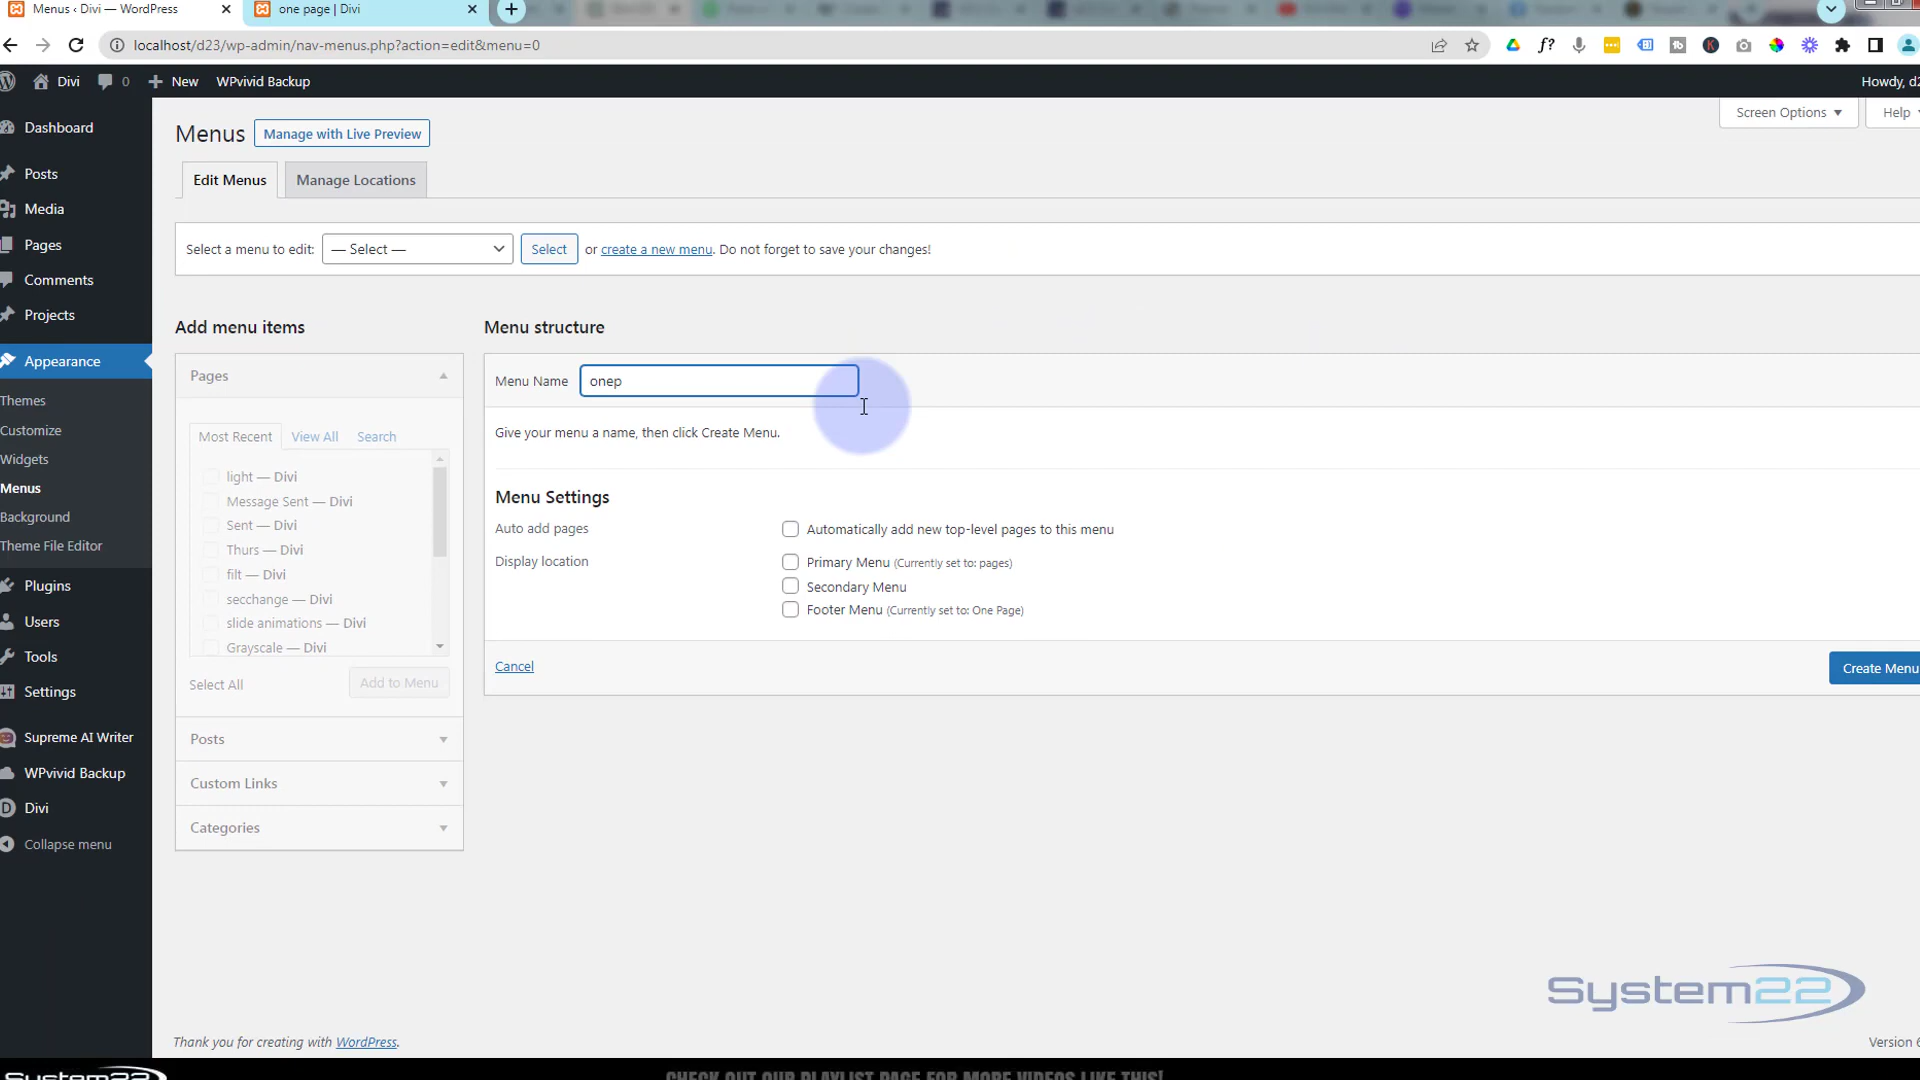 Menus ‹ Divi — WordPress
one page | Divi
localhost/d23/wp-admin/nav-menus.php?action=edit&menu=0
Divi
0
New
WPvivid Backup
Howdy, d2
Screen Options
Help
Dashboard
Posts
Media
Pages
Comments
Projects
Appearance
Themes
Customize
Widgets
Menus
Background
Theme File Editor
Plugins
Users
Tools
Settings
Supreme AI Writer
WPvivid Backup
Divi
Collapse menu
Menus
Manage with Live Preview
Edit Menus
Manage Locations
Select a menu to edit:
— Select —
Select
or create a new menu. Do not forget to save your changes!
Add menu items
Pages
Most Recent
View All
Search
light — Divi
Message Sent — Divi
Sent — Divi
Thurs — Divi
filt — Divi
secchange — Divi
slide animations — Divi
Grayscale — Divi
Select All
Add to Menu
Posts
Custom Links
Categories
Menu structure
Menu Name
onep
Give your menu a name, then click Create Menu.
Menu Settings
Auto add pages
Automatically add new top-level pages to this menu
Display location
Primary Menu (Currently set to: pages)
Secondary Menu
Footer Menu (Currently set to: One Page)
Cancel
Create Menu
System22
Thank you for creating with WordPress.
Version 6
System22
CHECK OUT OUR PLAYLIST PAGE FOR MORE VIDEOS LIKE THIS!